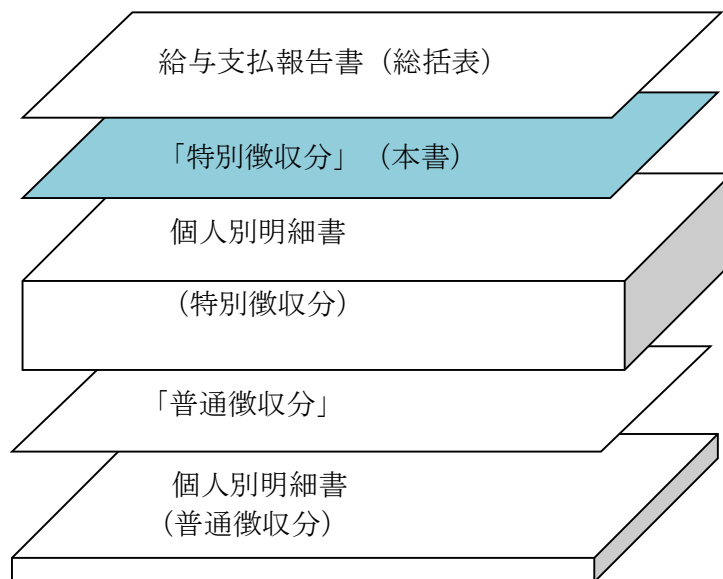 給与支払報告書（総括表）
「特別徴収分」（本書）
個人別明細書
（特別徴収分）
「普通徴収分」
個人別明細書
（普通徴収分）